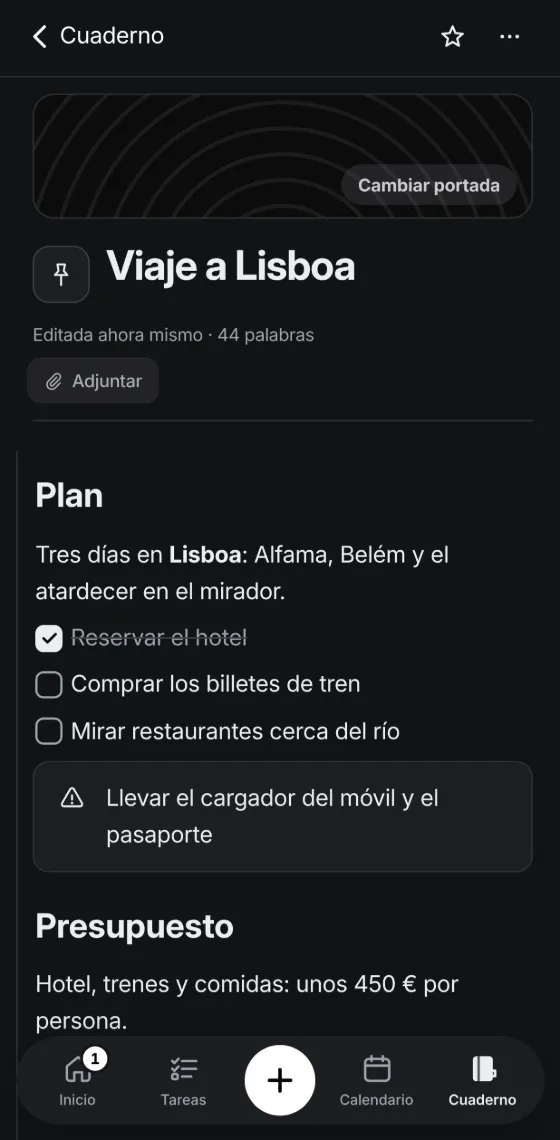 Cuaderno
Cambiar portada
Viaje a Lisboa
Editada ahora mismo · 44 palabras
Adjuntar
Plan
Tres días en Lisboa: Alfama, Belém y el
atardecer en el mirador.
Reservar el hotel
Comprar los billetes de tren
Mirar restaurantes cerca del río
Llevar el cargador del móvil y el
pasaporte
Presupuesto
Hotel, trenes y comidas: unos 450 € por
persona.
1
Inicio
Tareas
Calendario
Cuaderno